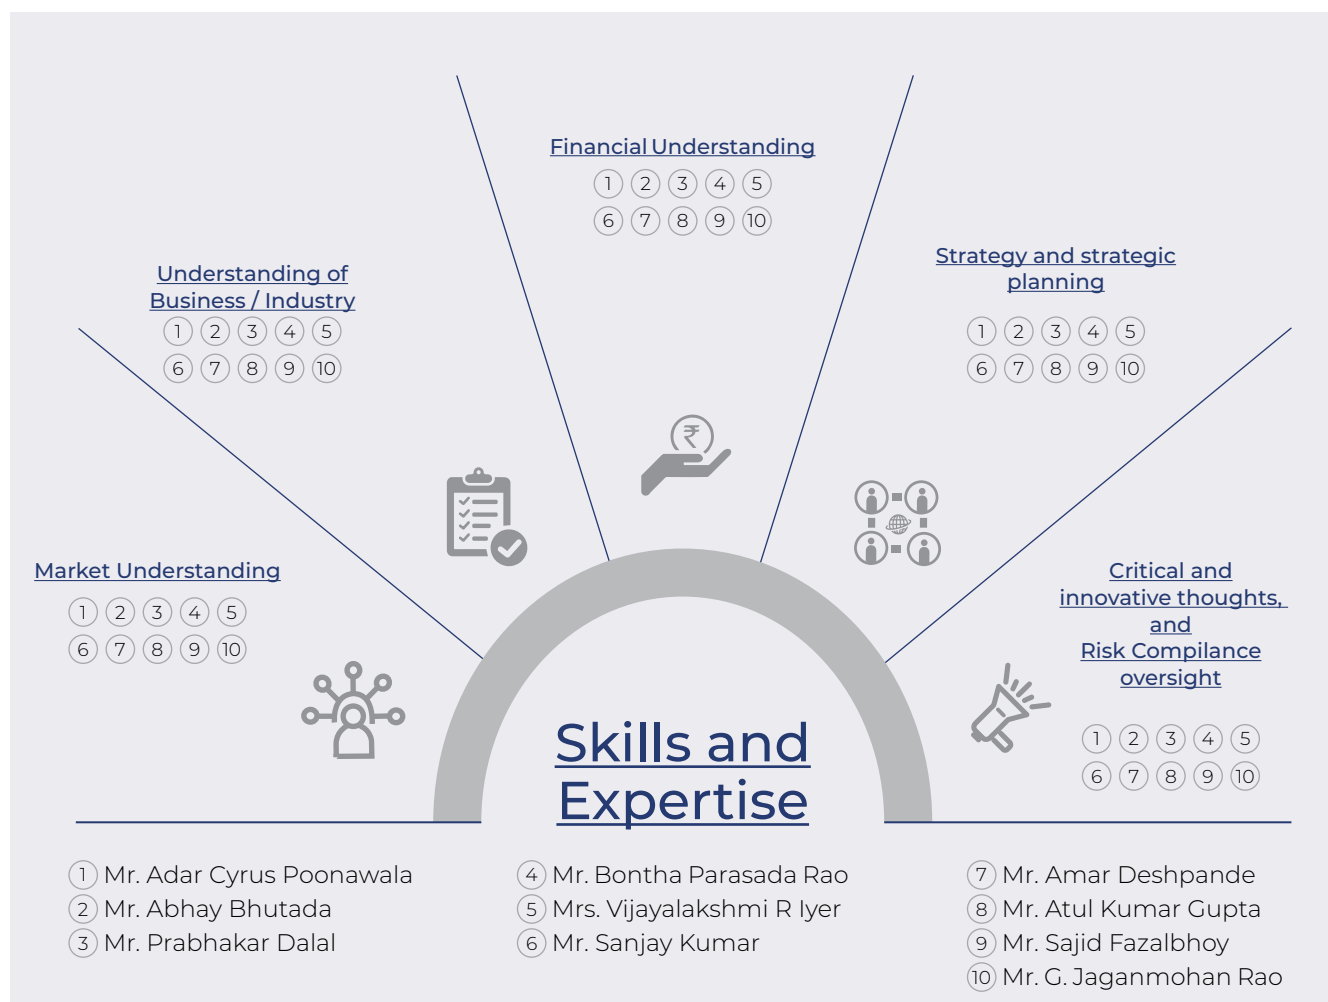 Financial Understanding
1 2 3 4 5
6 7 8 9 10
Understanding of
Business / Industry
1 2 3 4 5
6 7 8 9 10
Strategy and strategic
planning
1 2 3 4 5
6 7 8 9 10
₹
Market Understanding
1 2 3 4 5
6 7 8 9 10
Critical and
innovative thoughts,
and
Risk Compilance
oversight
1 2 3 4 5
6 7 8 9 10
Skills and
Expertise
1 Mr. Adar Cyrus Poonawala
2 Mr. Abhay Bhutada
3 Mr. Prabhakar Dalal
4 Mr. Bontha Parasada Rao
5 Mrs. Vijayalakshmi R Iyer
6 Mr. Sanjay Kumar
7 Mr. Amar Deshpande
8 Mr. Atul Kumar Gupta
9 Mr. Sajid Fazalbhoy
10 Mr. G. Jaganmohan Rao